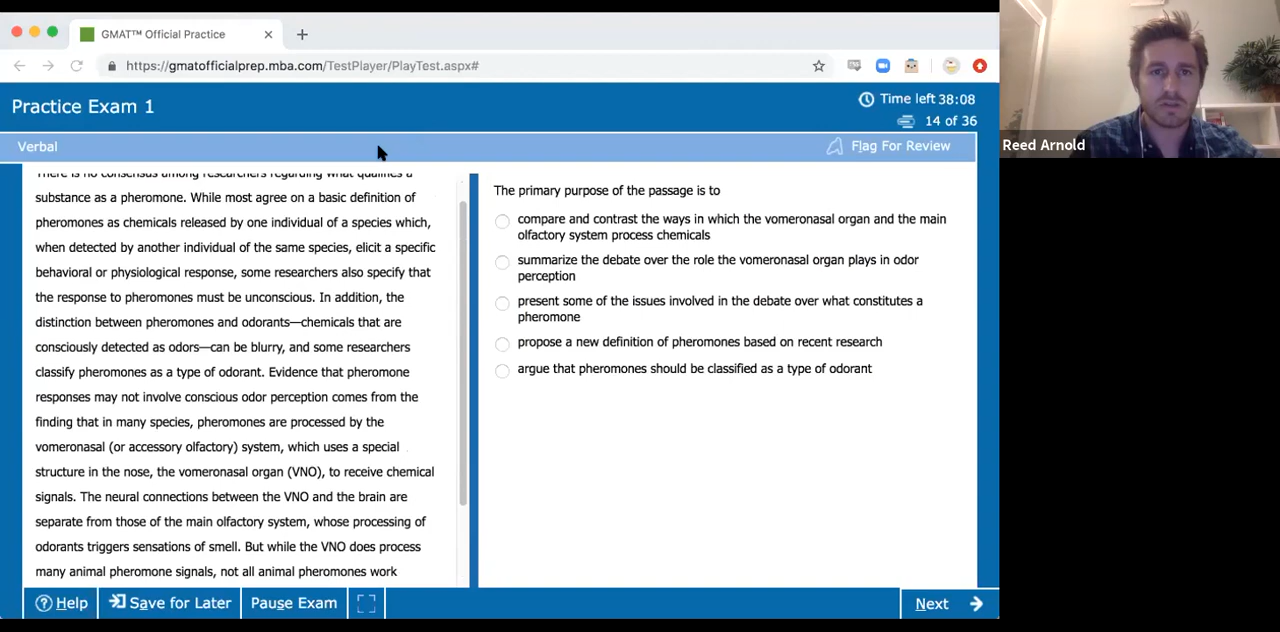 GMAT™ Official Practice
https://gmatofficialprep.mba.com/TestPlayer/PlayTest.aspx#
Practice Exam 1
Time left 38:08
14 of 36
Verbal
Flag For Review
There is no consensus among researchers regarding what qualifies a
substance as a pheromone. While most agree on a basic definition of
pheromones as chemicals released by one individual of a species which,
when detected by another individual of the same species, elicit a specific
behavioral or physiological response, some researchers also specify that
the response to pheromones must be unconscious. In addition, the
distinction between pheromones and odorants—chemicals that are
consciously detected as odors—can be blurry, and some researchers
classify pheromones as a type of odorant. Evidence that pheromone
responses may not involve conscious odor perception comes from the
finding that in many species, pheromones are processed by the
vomeronasal (or accessory olfactory) system, which uses a special
structure in the nose, the vomeronasal organ (VNO), to receive chemical
signals. The neural connections between the VNO and the brain are
separate from those of the main olfactory system, whose processing of
odorants triggers sensations of smell. But while the VNO does process
many animal pheromone signals, not all animal pheromones work
The primary purpose of the passage is to
compare and contrast the ways in which the vomeronasal organ and the main
olfactory system process chemicals
summarize the debate over the role the vomeronasal organ plays in odor
perception
present some of the issues involved in the debate over what constitutes a
pheromone
propose a new definition of pheromones based on recent research
argue that pheromones should be classified as a type of odorant
Help
Save for Later
Pause Exam
Next
Reed Arnold